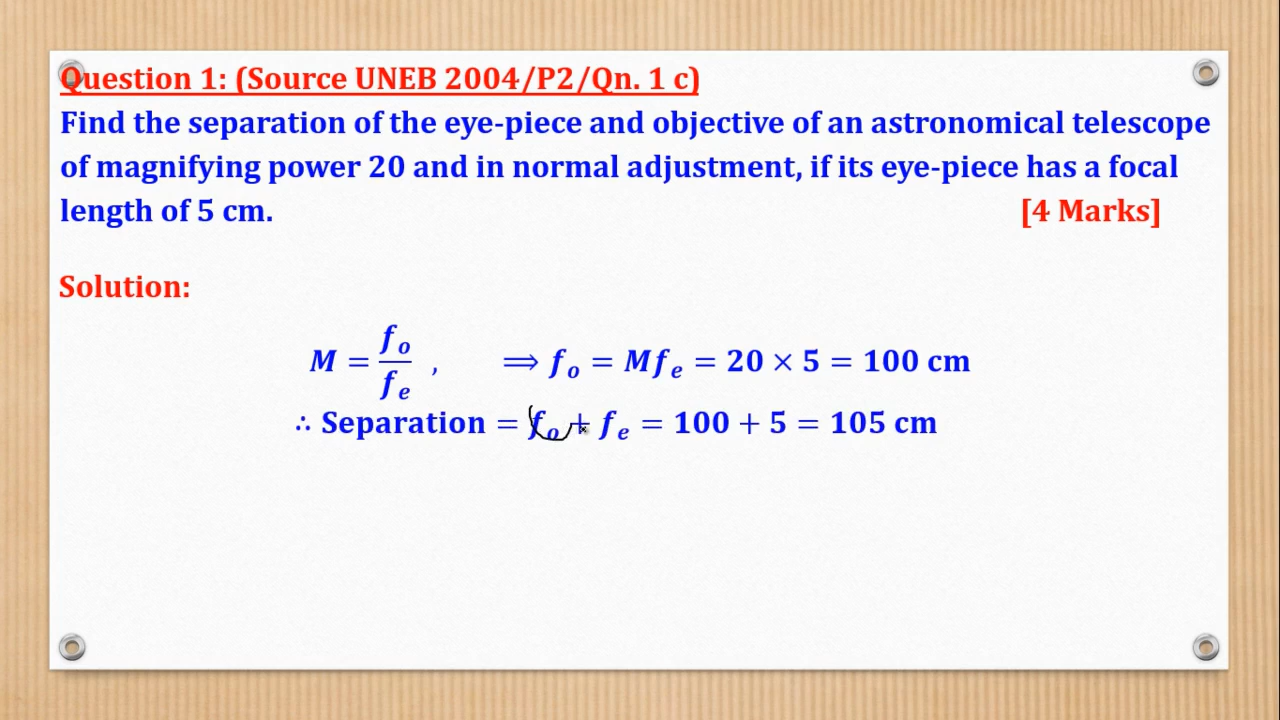 Question 1: (Source UNEB 2004/P2/Qn. 1 c)
Find the separation of the eye-piece and objective of an astronomical telescope
of magnifying power 20 and in normal adjustment, if its eye-piece has a focal
length of 5 cm. [4 Marks]
Solution:
M = fₒ/fₑ , ⟹ fₒ = Mfₑ = 20 × 5 = 100 cm
∴ Separation = fₒ + fₑ = 100 + 5 = 105 cm